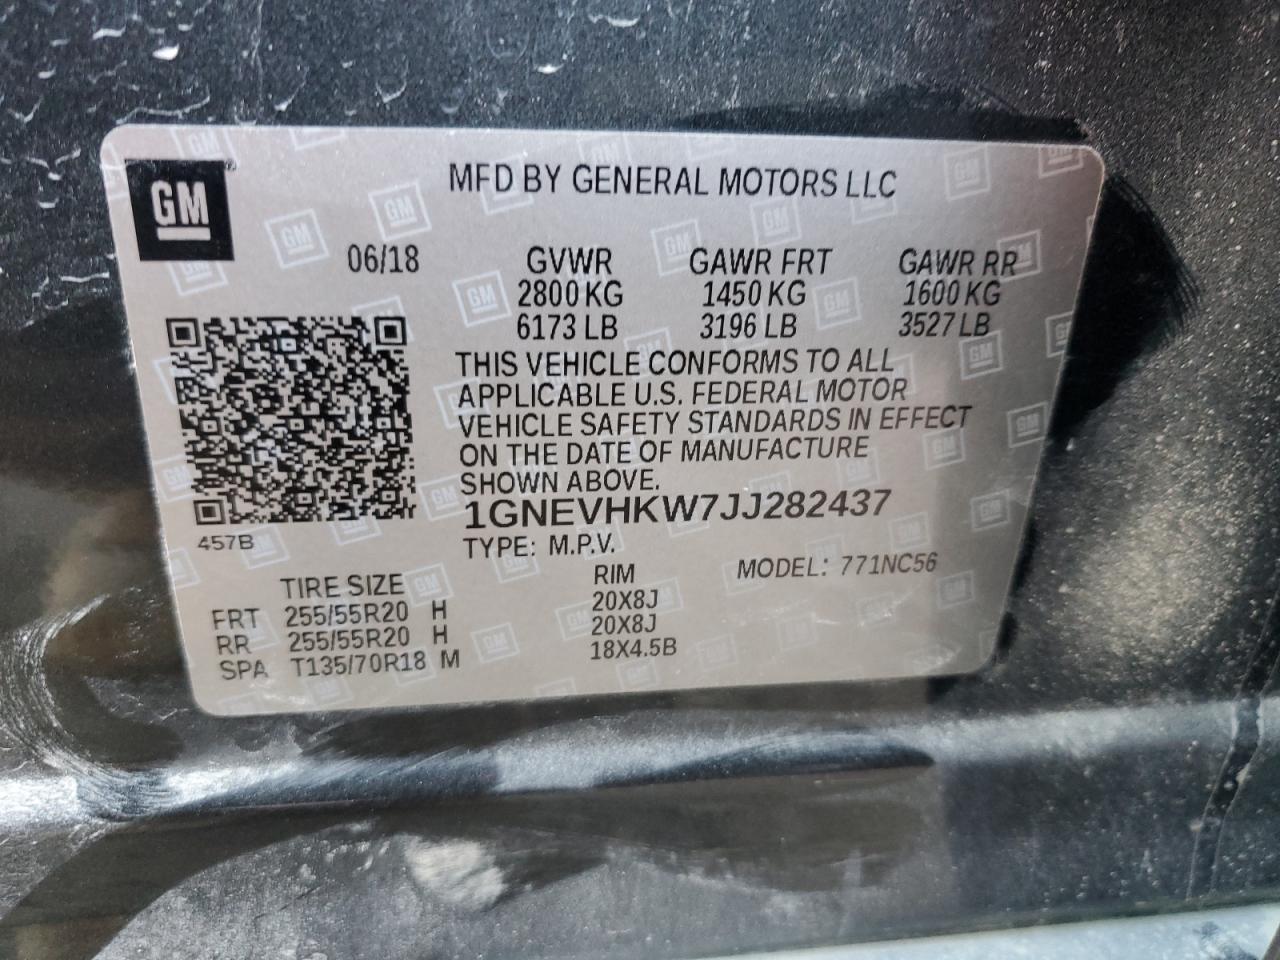 GM
MFD BY GENERAL MOTORS LLC
06/18 GVWR GAWR FRT GAWR RR
2800 KG 1450 KG 1600 KG
6173 LB 3196 LB 3527 LB
THIS VEHICLE CONFORMS TO ALL
APPLICABLE U.S. FEDERAL MOTOR
VEHICLE SAFETY STANDARDS IN EFFECT
ON THE DATE OF MANUFACTURE
SHOWN ABOVE.
1GNEVHKW7JJ282437
457B
TYPE: M.P.V.
MODEL: 771NC56
TIRE SIZE RIM
FRT 255/55R20 H 20X8J
RR 255/55R20 H 20X8J
SPA T135/70R18 M 18X4.5B